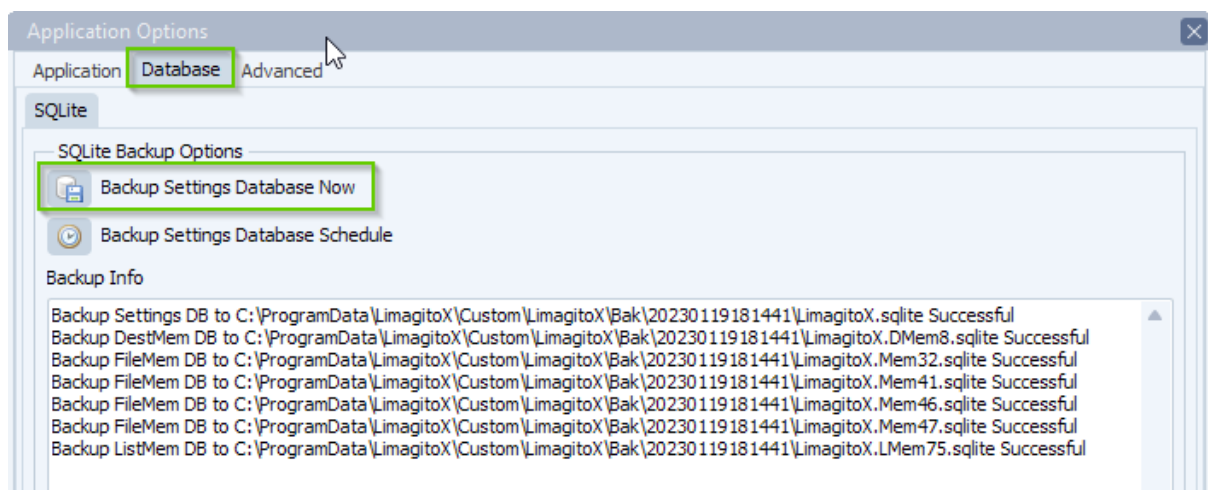 Application Options
Application Database Advanced
SQLite
SQLite Backup Options
Backup Settings Database Now
Backup Settings Database Schedule
Backup Info
Backup Settings DB to C:\ProgramData\LimagitoX\Custom\LimagitoX\Bak\20230119181441\LimagitoX.sqlite Successful
Backup DestMem DB to C:\ProgramData\LimagitoX\Custom\LimagitoX\Bak\20230119181441\LimagitoX.DMem8.sqlite Successful
Backup FileMem DB to C:\ProgramData\LimagitoX\Custom\LimagitoX\Bak\20230119181441\LimagitoX.Mem32.sqlite Successful
Backup FileMem DB to C:\ProgramData\LimagitoX\Custom\LimagitoX\Bak\20230119181441\LimagitoX.Mem41.sqlite Successful
Backup FileMem DB to C:\ProgramData\LimagitoX\Custom\LimagitoX\Bak\20230119181441\LimagitoX.Mem46.sqlite Successful
Backup FileMem DB to C:\ProgramData\LimagitoX\Custom\LimagitoX\Bak\20230119181441\LimagitoX.Mem47.sqlite Successful
Backup ListMem DB to C:\ProgramData\LimagitoX\Custom\LimagitoX\Bak\20230119181441\LimagitoX.LMem75.sqlite Successful